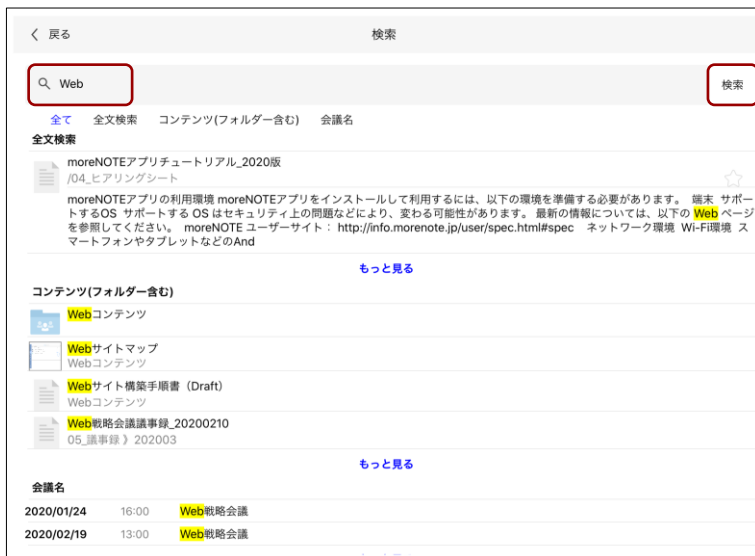 戻る
検索
Web
検索
全て 全文検索 コンテンツ(フォルダー含む) 会議名
全文検索
moreNOTEアプリチュートリアル_2020版
/04_ヒアリングシート
moreNOTEアプリの利用環境 moreNOTEアプリをインストールして利用するには、以下の環境を準備する必要があります。 端末 サポー
トするOS サポートする OS はセキュリティ上の問題などにより、変わる可能性があります。 最新の情報については、以下の Web ページ
を参照してください。 moreNOTE ユーザーサイト： http://info.morenote.jp/user/spec.html#spec ネットワーク環境 Wi-Fi環境 ス
マートフォンやタブレットなどのAnd
もっと見る
コンテンツ(フォルダー含む)
Webコンテンツ
Webサイトマップ
Webコンテンツ
Webサイト構築手順書（Draft）
Webコンテンツ
Web戦略会議議事録_20200210
05_議事録 》 202003
もっと見る
会議名
2020/01/24 16:00 Web戦略会議
2020/02/19 13:00 Web戦略会議